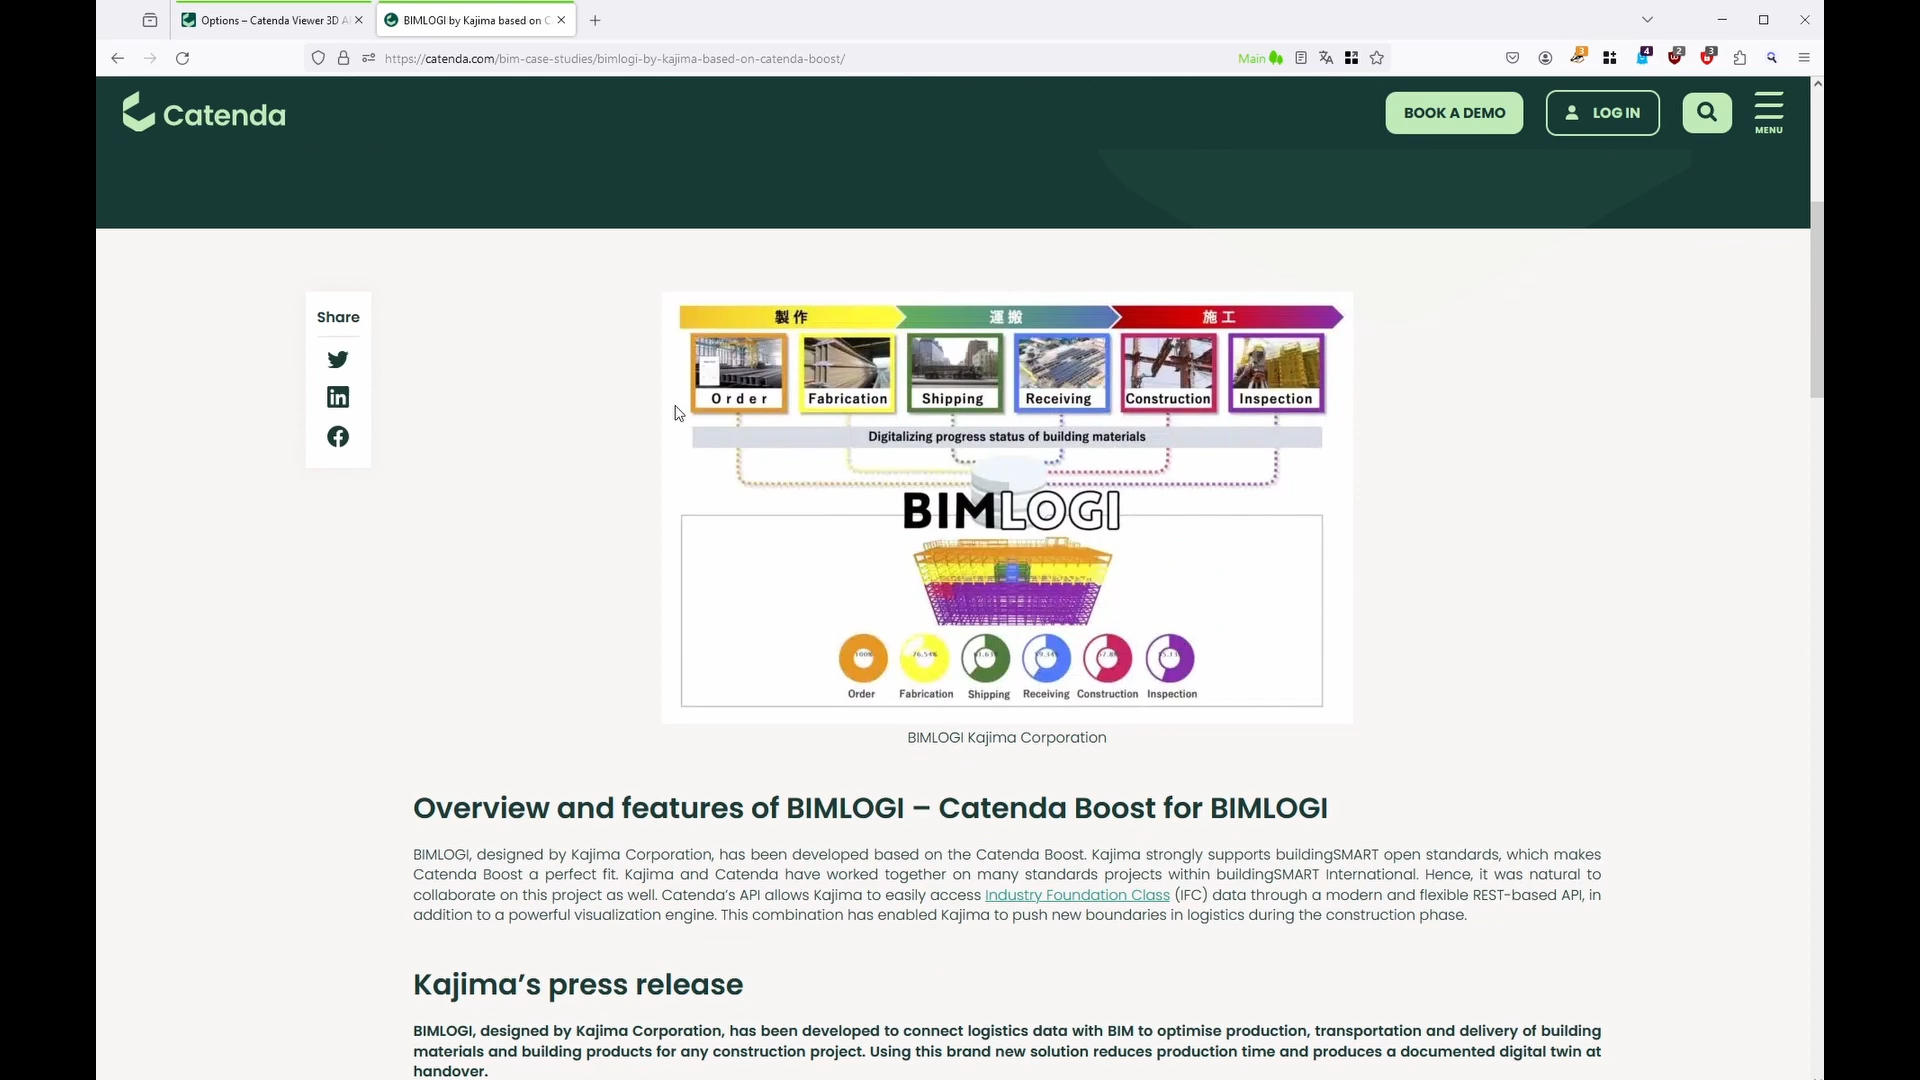 Options – Catenda Viewer 3D A
BIMLOGI by Kajima based on C
https://catenda.com/bim-case-studies/bimlogi-by-kajima-based-on-catenda-boost/
Main
3
4
2
3
Catenda
BOOK A DEMO
LOG IN
MENU
Share
製作
運搬
施工
Order
Fabrication
Shipping
Receiving
Construction
Inspection
Digitalizing progress status of building materials
BIMLOGI
100%
76.54%
Order
Fabrication
Shipping
Receiving
Construction
Inspection
BIMLOGI Kajima Corporation
Overview and features of BIMLOGI – Catenda Boost for BIMLOGI
BIMLOGI, designed by Kajima Corporation, has been developed based on the Catenda Boost. Kajima strongly supports buildingSMART open standards, which makes
Catenda Boost a perfect fit. Kajima and Catenda have worked together on many standards projects within buildingSMART International. Hence, it was natural to
collaborate on this project as well. Catenda’s API allows Kajima to easily access Industry Foundation Class (IFC) data through a modern and flexible REST-based API, in
addition to a powerful visualization engine. This combination has enabled Kajima to push new boundaries in logistics during the construction phase.
Kajima’s press release
BIMLOGI, designed by Kajima Corporation, has been developed to connect logistics data with BIM to optimise production, transportation and delivery of building
materials and building products for any construction project. Using this brand new solution reduces production time and produces a documented digital twin at
handover.